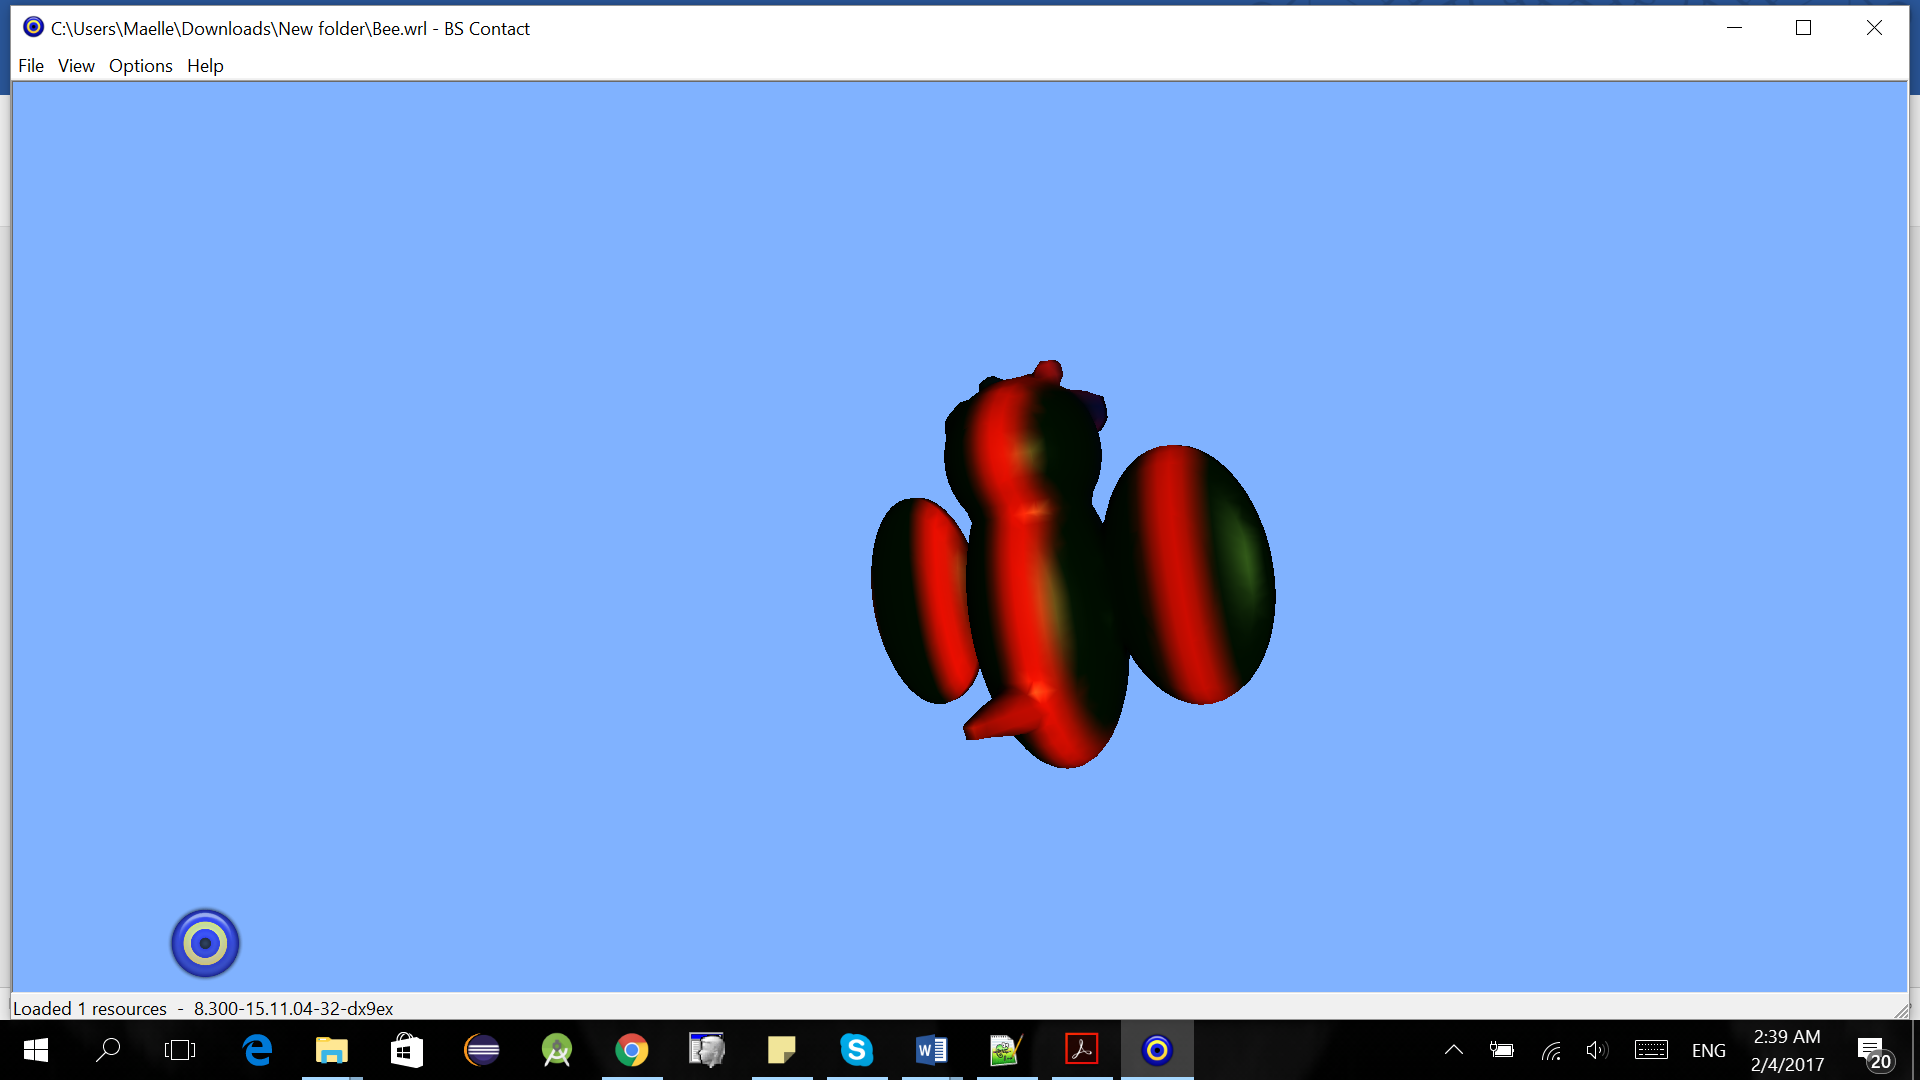 C:\Users\Maelle\Downloads\New folder\Bee.wrl - BS Contact
File View Options Help
Loaded 1 resources - 8.300-15.11.04-32-dx9ex
ENG
2:39 AM
2/4/2017
20